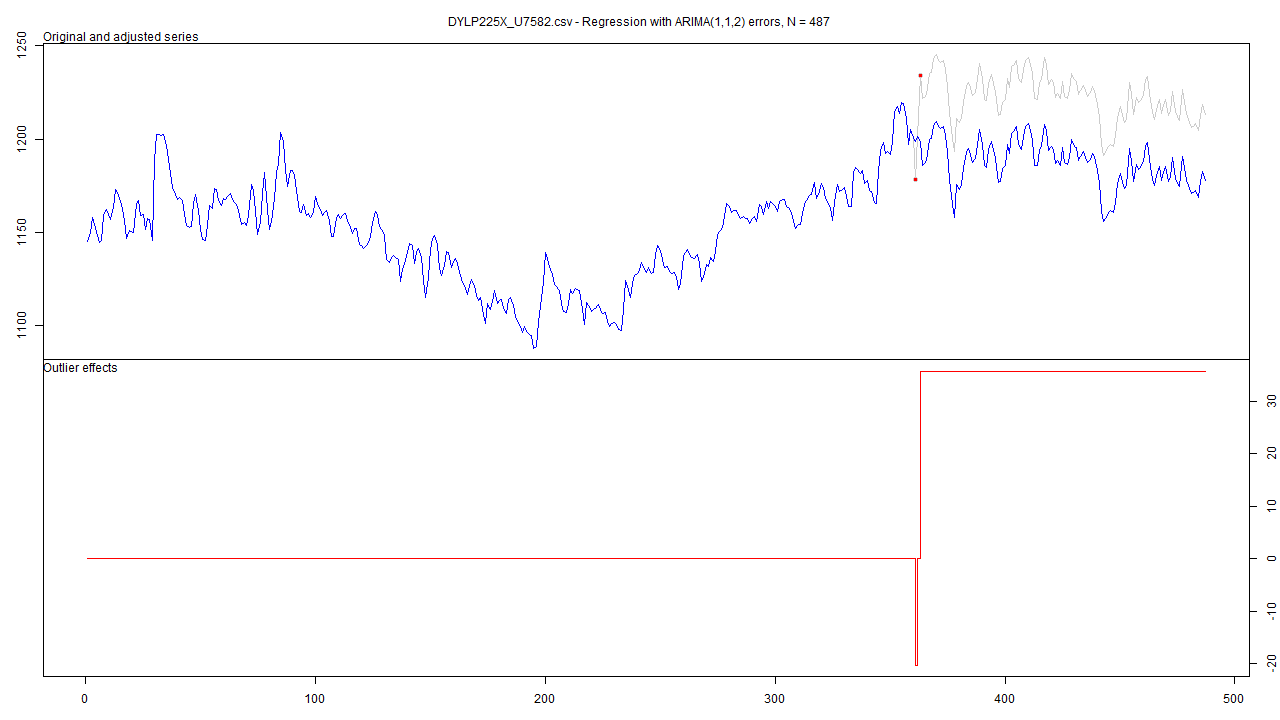 DYLP225X_U7582.csv - Regression with ARIMA(1,1,2) errors, N = 487
Original and adjusted series
1250
1200
1150
1100
Outlier effects
30
20
10
0
-10
-20
0 100 200 300 400 500